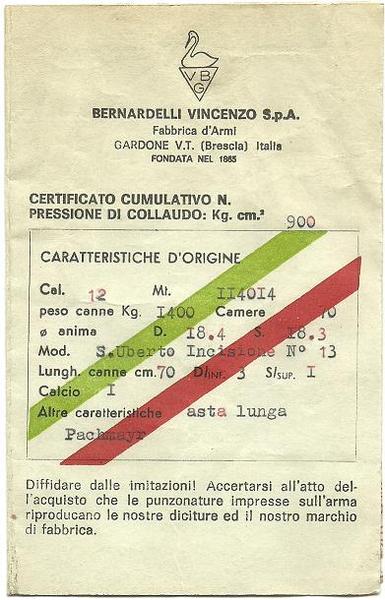 V B
G
BERNARDELLI VINCENZO S.p.A.
Fabbrica d'Armi
GARDONE V.T. (Brescia) Italia
FONDATA NEL 1865
CERTIFICATO CUMULATIVO N.
PRESSIONE DI COLLAUDO: Kg. cm.² 900
CARATTERISTICHE D'ORIGINE
Cal. 12 Mt. II40I4
peso canne Kg. I400 Camere 70
ø anima D. I8.4 S. I8.3
Mod. S.Uberto Incisione N° 13
Lungh. canne cm. 70 D/INF. 3 S/SUP. I
Calcio I
Altre caratteristiche asta lunga
Pachmayr
Diffidare dalle imitazioni! Accertarsi all'atto del-
l'acquisto che le punzonature impresse sull'arma
riproducano le nostre diciture ed il nostro marchio
di fabbrica.